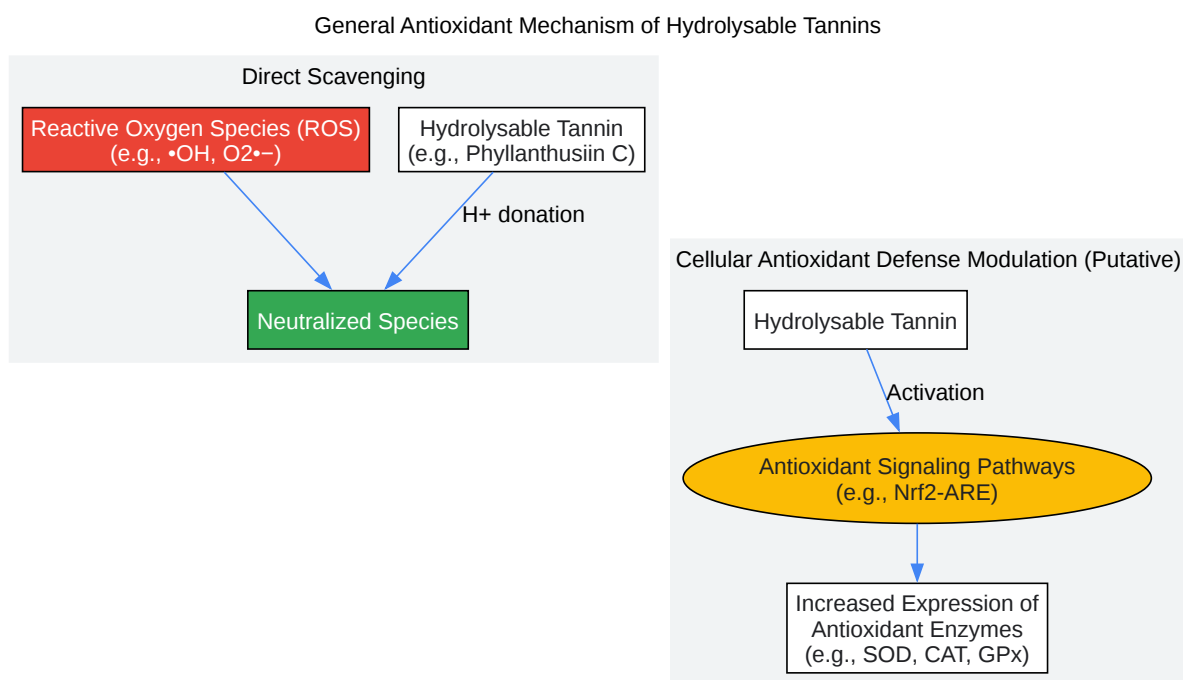 General Antioxidant Mechanism of Hydrolysable Tannins
Direct Scavenging
Reactive Oxygen Species (ROS)
(e.g., •OH, O2•−)
Hydrolysable Tannin
(e.g., Phyllanthusiin C)
H+ donation
Neutralized Species
Cellular Antioxidant Defense Modulation (Putative)
Hydrolysable Tannin
Activation
Antioxidant Signaling Pathways
(e.g., Nrf2-ARE)
Increased Expression of
Antioxidant Enzymes
(e.g., SOD, CAT, GPx)